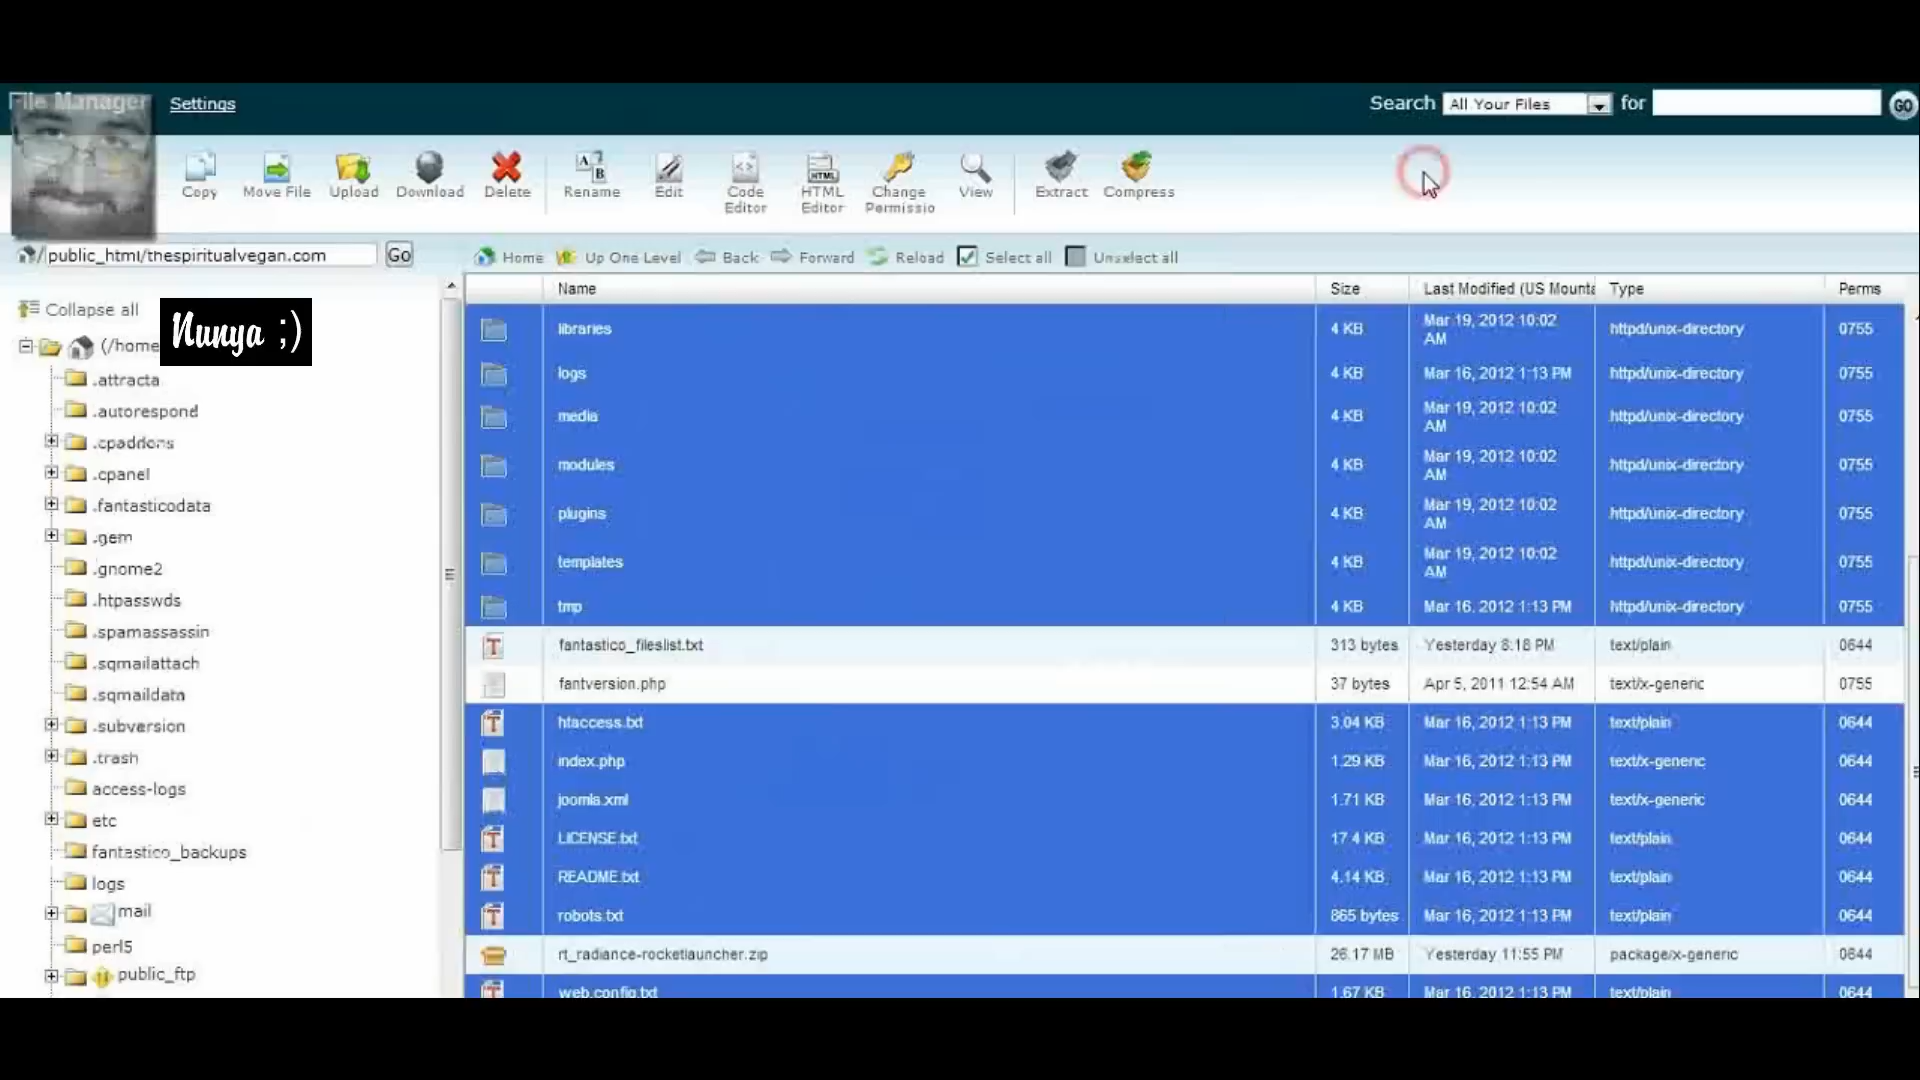 File Manager Settings Search All Your Files for GO
Copy Move File Upload Download Delete Rename Edit Code Editor HTML Editor Change Permissio View Extract Compress
/public_html/thespiritualvegan.com Go Home Up One Level Back Forward Reload Select all Unselect all
Name Size Last Modified (US Mounta Type Perms
Collapse all
Nunya ;)
(/home
.attracta
.autorespond
.cpaddons
.cpanel
.fantasticodata
.gem
.gnome2
.htpasswds
.spamassassin
.sqmailattach
.sqmaildata
.subversion
.trash
access-logs
etc
fantastico_backups
logs
mail
perl5
public_ftp
libraries 4 KB Mar 19, 2012 10:02 AM httpd/unix-directory 0755
logs 4 KB Mar 16, 2012 1:13 PM httpd/unix-directory 0755
media 4 KB Mar 19, 2012 10:02 AM httpd/unix-directory 0755
modules 4 KB Mar 19, 2012 10:02 AM httpd/unix-directory 0755
plugins 4 KB Mar 19, 2012 10:02 AM httpd/unix-directory 0755
templates 4 KB Mar 19, 2012 10:02 AM httpd/unix-directory 0755
tmp 4 KB Mar 16, 2012 1:13 PM httpd/unix-directory 0755
fantastico_fileslist.txt 313 bytes Yesterday 8:18 PM text/plain 0644
fantversion.php 37 bytes Apr 5, 2011 12:54 AM text/x-generic 0755
htaccess.txt 3.04 KB Mar 16, 2012 1:13 PM text/plain 0644
index.php 1.29 KB Mar 16, 2012 1:13 PM text/x-generic 0644
joomla.xml 1.71 KB Mar 16, 2012 1:13 PM text/x-generic 0644
LICENSE.txt 17.4 KB Mar 16, 2012 1:13 PM text/plain 0644
README.txt 4.14 KB Mar 16, 2012 1:13 PM text/plain 0644
robots.txt 865 bytes Mar 16, 2012 1:13 PM text/plain 0644
rt_radiance-rocketlauncher.zip 26.17 MB Yesterday 11:55 PM package/x-generic 0644
web.config.txt 1.67 KB Mar 16, 2012 1:13 PM text/plain 0644